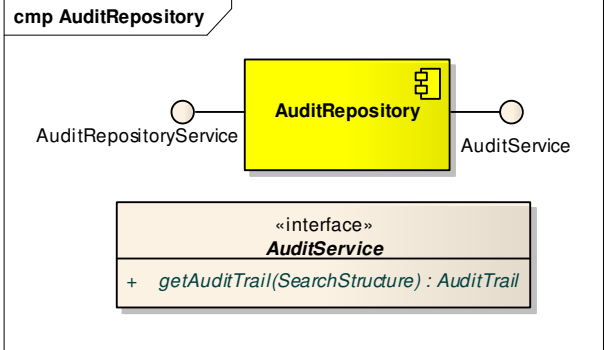 cmp AuditRepository
AuditRepository
AuditRepositoryService
AuditService
«interface»
AuditService
+ getAuditTrail(SearchStructure) : AuditTrail